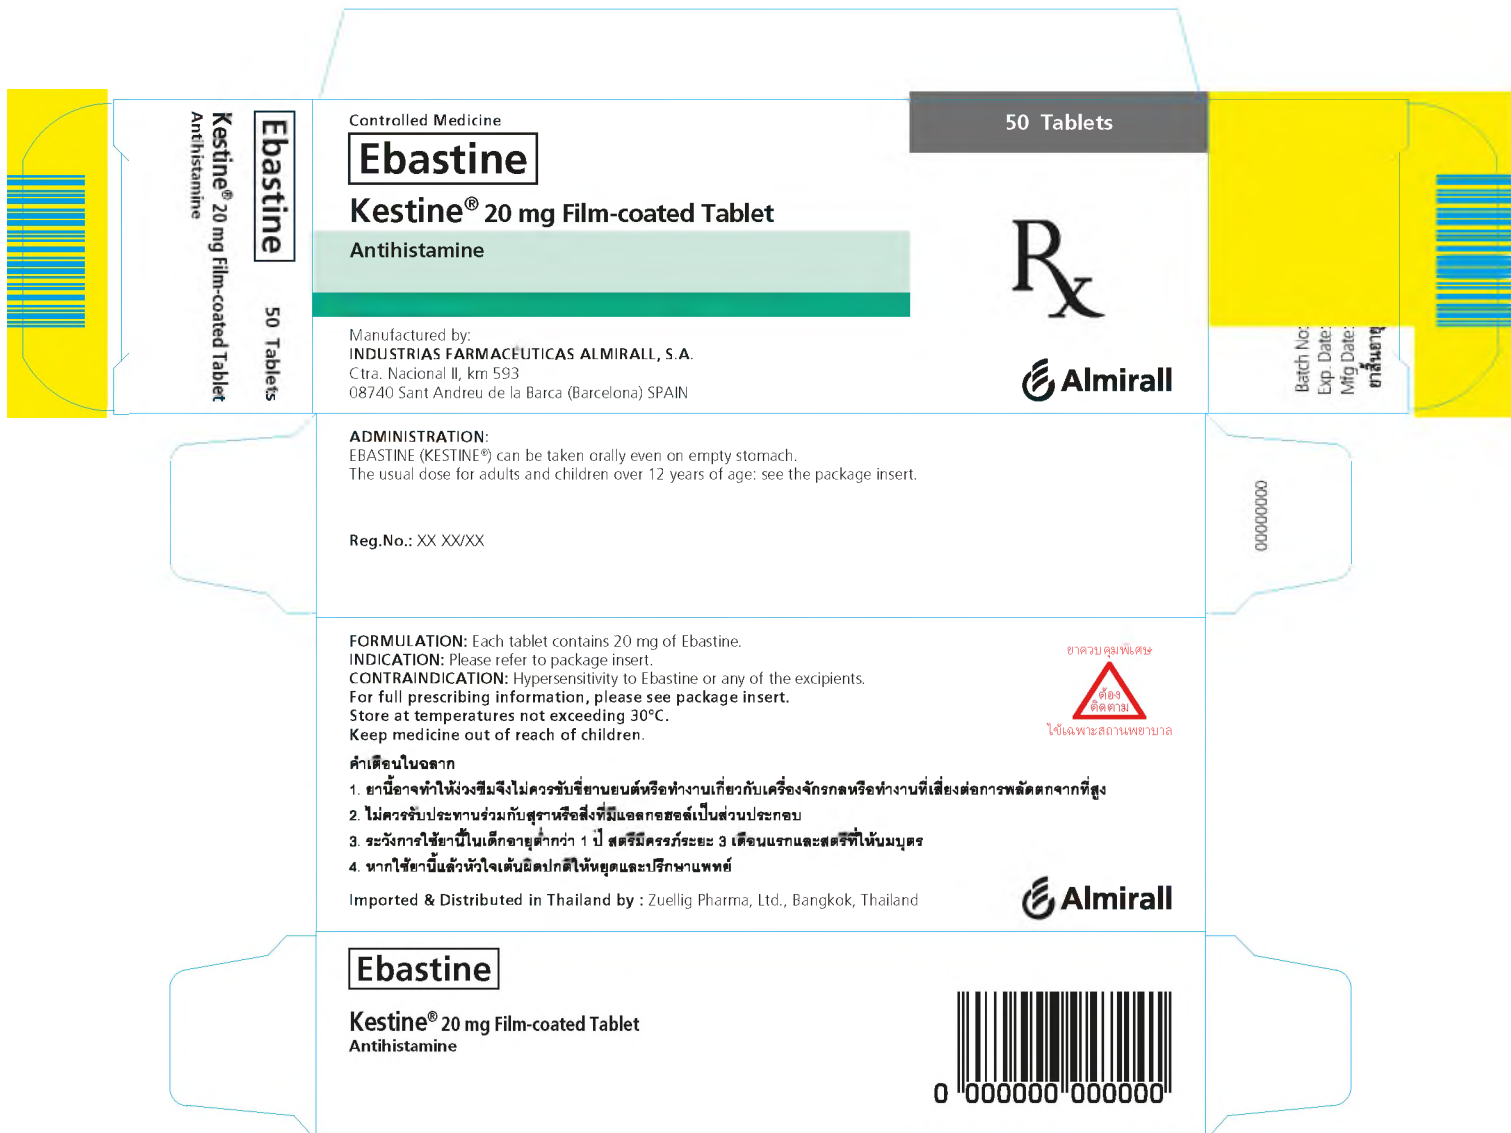 Controlled Medicine
Ebastine
Kestine® 20 mg Film-coated Tablet
Antihistamine
Manufactured by:
INDUSTRIAS FARMACEUTICAS ALMIRALL, S.A.
Ctra. Nacional II, km 593
08740 Sant Andreu de la Barca (Barcelona) SPAIN
50 Tablets
Rx
Almirall
Ebastine
50 Tablets
Kestine® 20 mg Film-coated Tablet
Antihistamine
Batch No:
Exp. Date:
Mfg Date:
ADMINISTRATION:
EBASTINE (KESTINE®) can be taken orally even on empty stomach.
The usual dose for adults and children over 12 years of age: see the package insert.
Reg.No.: XX XX/XX
00000000
FORMULATION: Each tablet contains 20 mg of Ebastine.
INDICATION: Please refer to package insert.
CONTRAINDICATION: Hypersensitivity to Ebastine or any of the excipients.
For full prescribing information, please see package insert.
Store at temperatures not exceeding 30°C.
Keep medicine out of reach of children.
ยาควบคุมพิเศษ
ต้อง
ติดตาม
ใช้เฉพาะสถานพยาบาล
คำเตือนในฉลาก
1. ยานี้อาจทำให้ง่วงซึมจึงไม่ควรขับขี่ยานยนต์หรือทำงานเกี่ยวกับเครื่องจักรกลหรือทำงานที่เสี่ยงต่อการพลัดตกจากที่สูง
2. ไม่ควรรับประทานร่วมกับสุราหรือสิ่งที่มีแอลกอฮอล์เป็นส่วนประกอบ
3. ระวังการใช้ยานี้ในเด็กอายุต่ำกว่า 1 ปี สตรีมีครรภ์ระยะ 3 เดือนแรกและสตรีที่ให้นมบุตร
4. หากใช้ยานี้แล้วหัวใจเต้นผิดปกติให้หยุดและปรึกษาแพทย์
Imported & Distributed in Thailand by : Zuellig Pharma, Ltd., Bangkok, Thailand
Almirall
Ebastine
Kestine® 20 mg Film-coated Tablet
Antihistamine
0 000000 000000